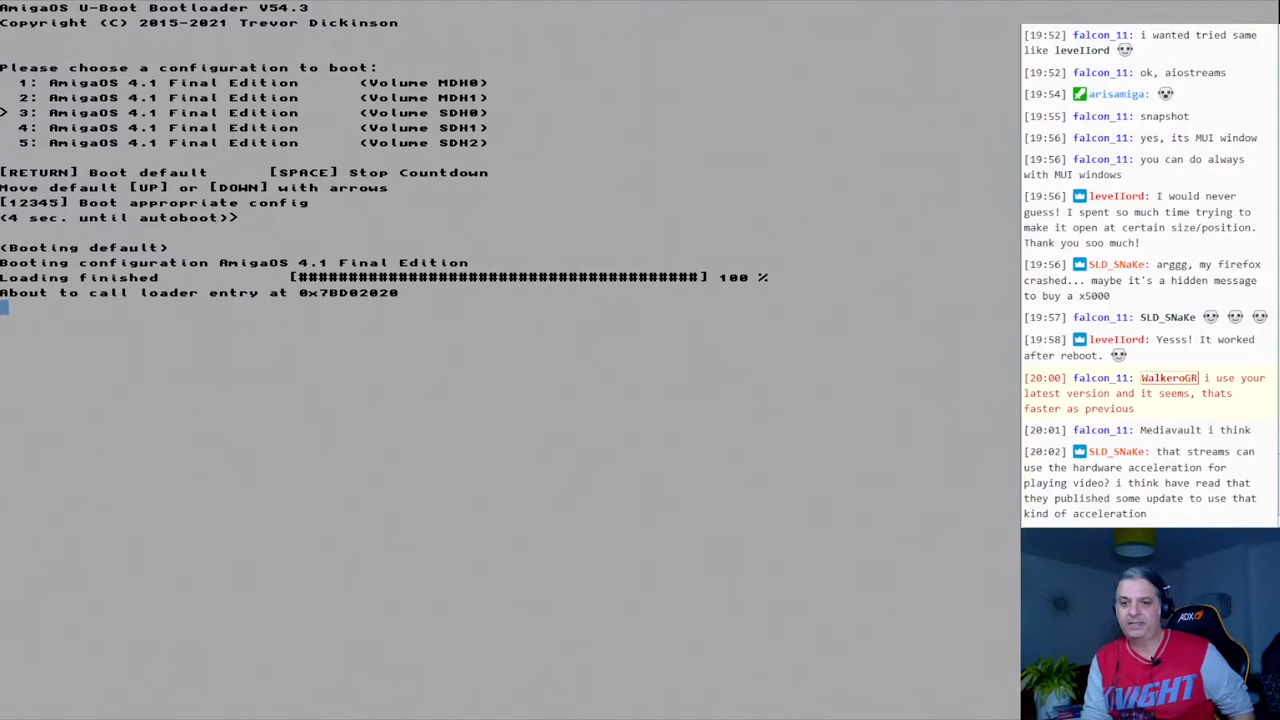 AmigaOS U-Boot Bootloader V54.3
Copyright (C) 2015-2021 Trevor Dickinson
Please choose a configuration to boot:
1: AmigaOS 4.1 Final Edition (Volume MDH0)
2: AmigaOS 4.1 Final Edition (Volume MDH1)
> 3: AmigaOS 4.1 Final Edition (Volume SDH0)
4: AmigaOS 4.1 Final Edition (Volume SDH1)
5: AmigaOS 4.1 Final Edition (Volume SDH2)
[RETURN] Boot default [SPACE] Stop Countdown
Move default [UP] or [DOWN] with arrows
[12345] Boot appropriate config
(4 sec. until autoboot)>
(Booting default)
Booting configuration AmigaOS 4.1 Final Edition
Loading finished [########################################] 100 %
About to call loader entry at 0x7BD02020
[19:52] falcon_11: i wanted tried same
like leveIIord
[19:52] falcon_11: ok, aiostreams
[19:54] arisamiga:
[19:55] falcon_11: snapshot
[19:56] falcon_11: yes, its MUI window
[19:56] falcon_11: you can do always
with MUI windows
[19:56] leveIIord: I would never
guess! I spent so much time trying to
make it open at certain size/position.
Thank you soo much!
[19:56] SLD_SNaKe: arggg, my firefox
crashed... maybe it's a hidden message
to buy a x5000
[19:57] falcon_11: SLD_SNaKe
[19:58] leveIIord: Yesss! It worked
after reboot.
[20:00] falcon_11: WalkeroGR i use your
latest version and it seems, thats
faster as previous
[20:01] falcon_11: Mediavault i think
[20:02] SLD_SNaKe: that streams can
use the hardware acceleration for
playing video? i think have read that
they published some update to use that
kind of acceleration
ADX
KNIGHT